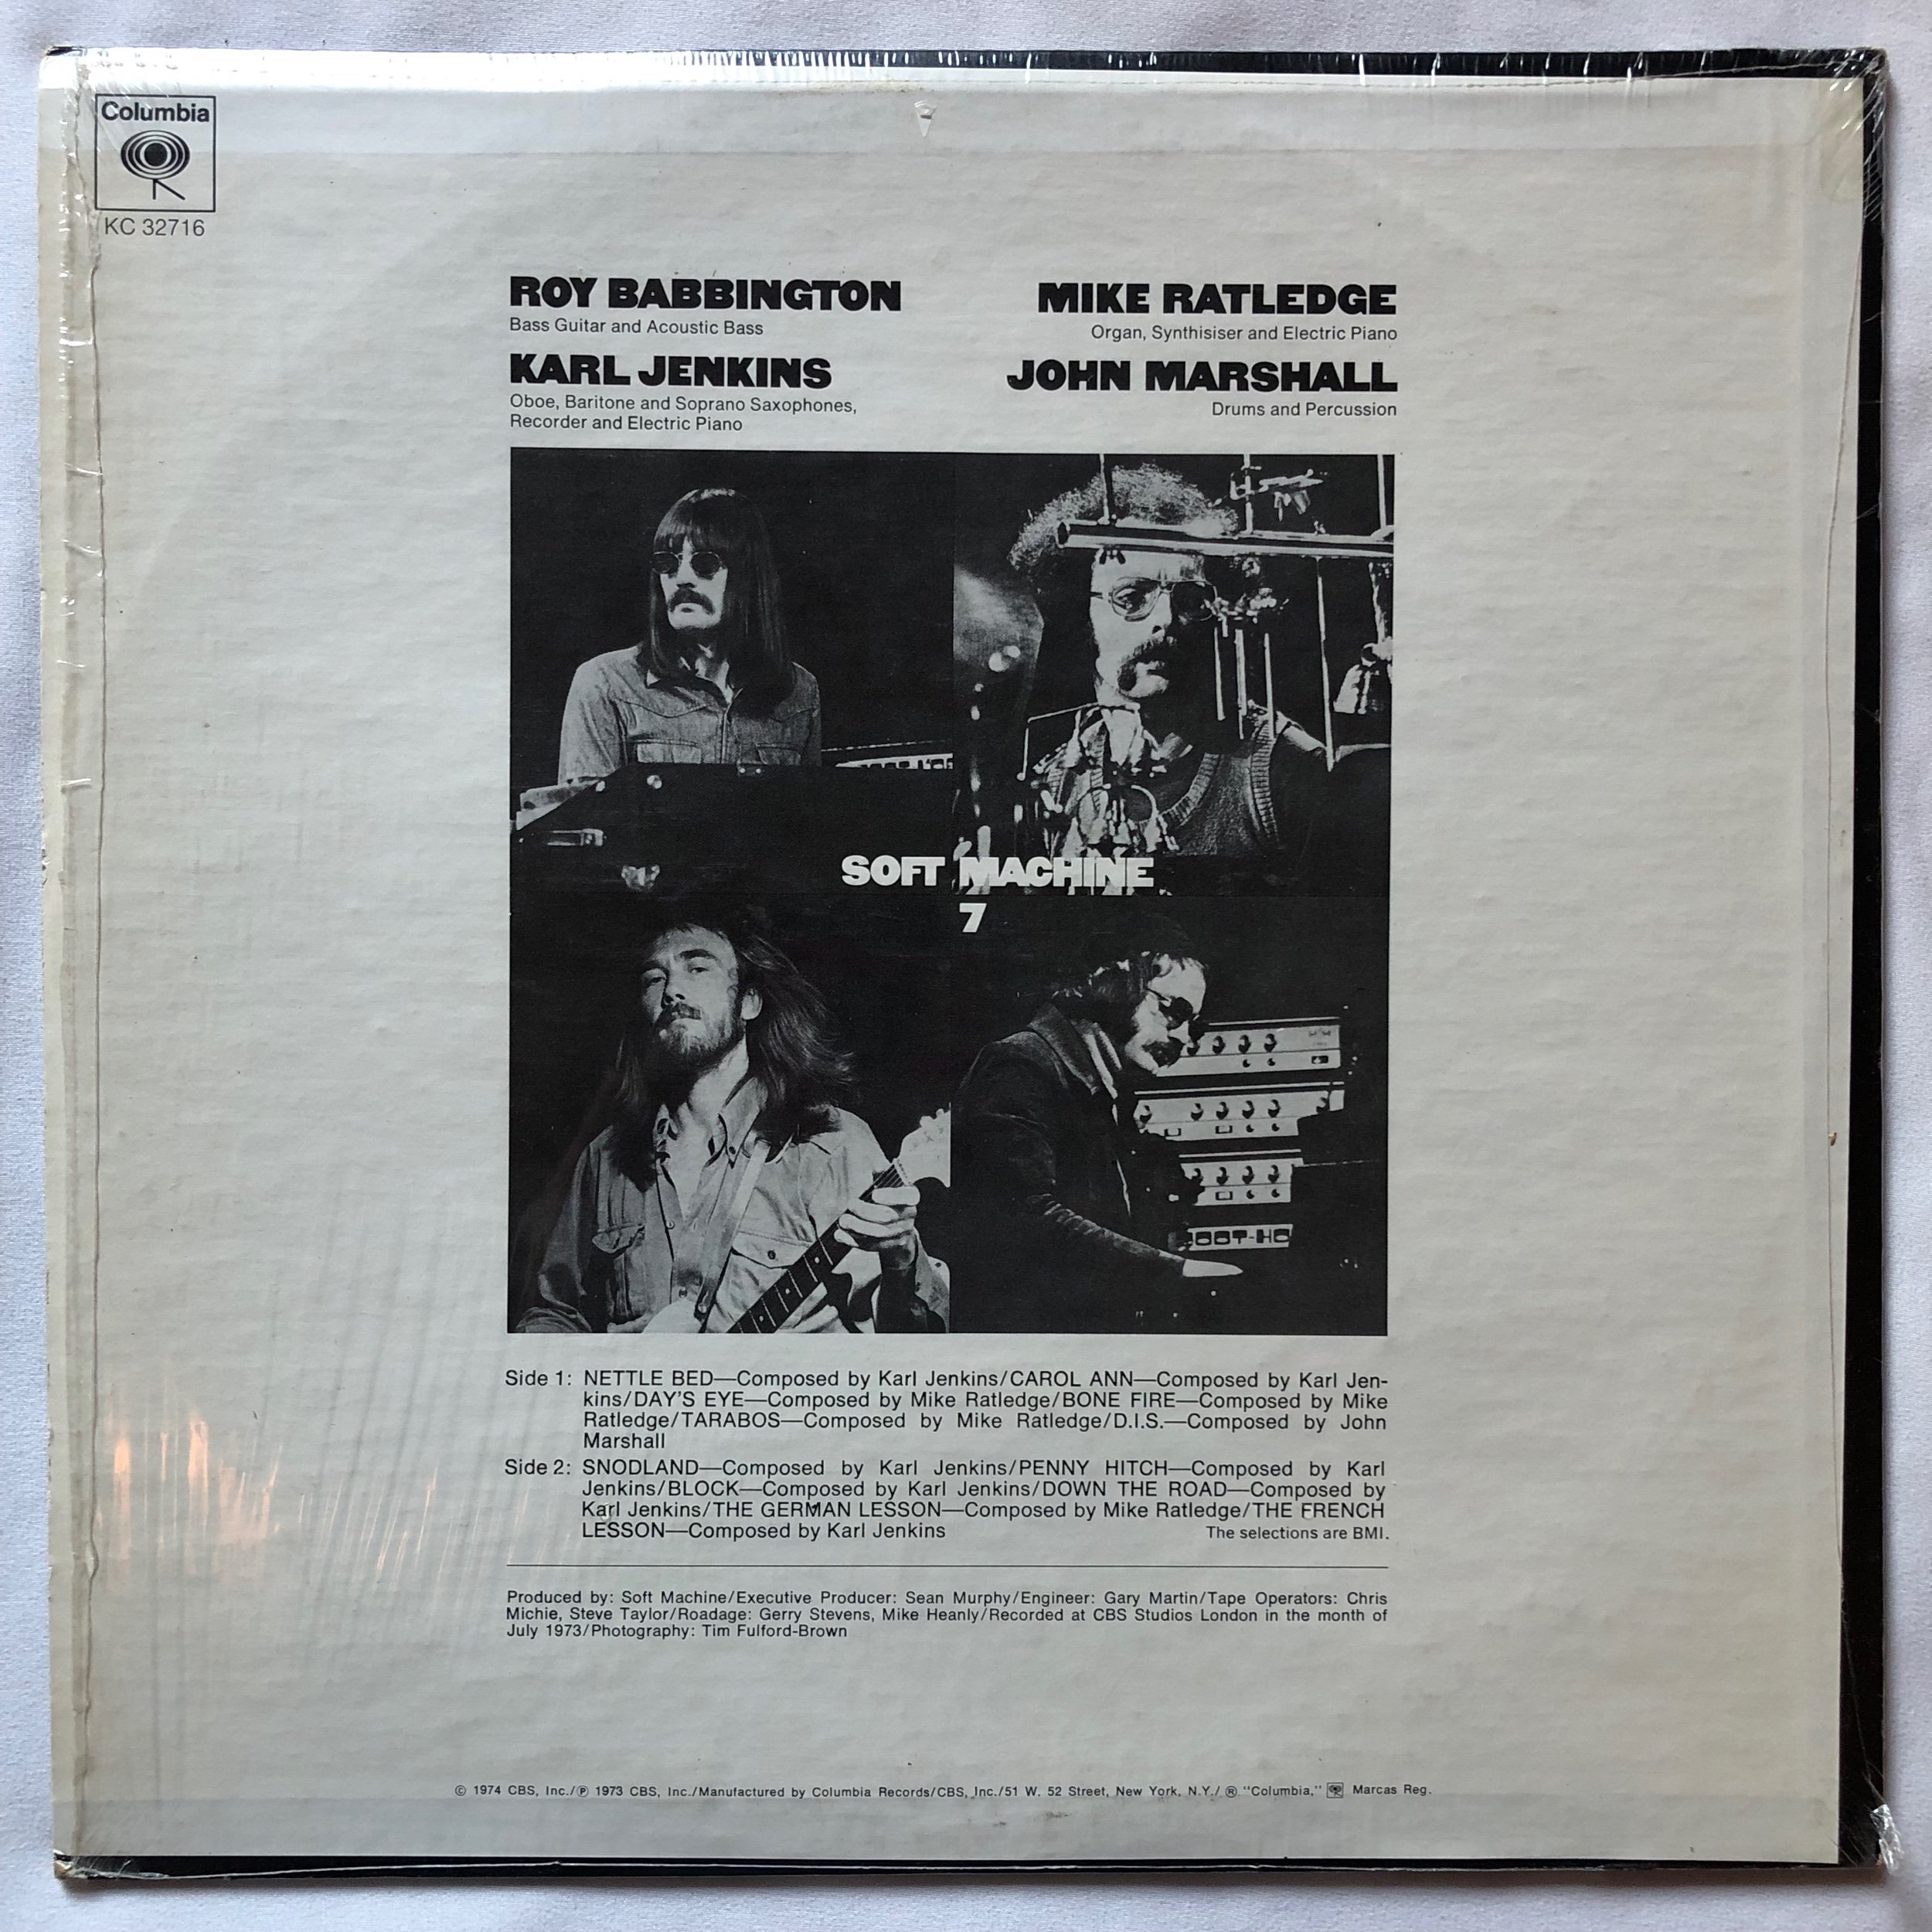 Columbia
KC 32716
ROY BABBINGTON
Bass Guitar and Acoustic Bass
KARL JENKINS
Oboe, Baritone and Soprano Saxophones,
Recorder and Electric Piano
MIKE RATLEDGE
Organ, Synthisiser and Electric Piano
JOHN MARSHALL
Drums and Percussion
SOFT MACHINE
7
Side 1: NETTLE BED—Composed by Karl Jenkins/CAROL ANN—Composed by Karl Jen-
kins/DAY'S EYE—Composed by Mike Ratledge/BONE FIRE—Composed by Mike
Ratledge/TARABOS—Composed by Mike Ratledge/D.I.S.—Composed by John
Marshall
Side 2: SNODLAND—Composed by Karl Jenkins/PENNY HITCH—Composed by Karl
Jenkins/BLOCK—Composed by Karl Jenkins/DOWN THE ROAD—Composed by
Karl Jenkins/THE GERMAN LESSON—Composed by Mike Ratledge/THE FRENCH
LESSON—Composed by Karl Jenkins The selections are BMI.
Produced by: Soft Machine/Executive Producer: Sean Murphy/Engineer: Gary Martin/Tape Operators: Chris
Michie, Steve Taylor/Roadage: Gerry Stevens, Mike Heanly/Recorded at CBS Studios London in the month of
July 1973/Photography: Tim Fulford-Brown
© 1974 CBS, Inc./℗ 1973 CBS, Inc./Manufactured by Columbia Records/CBS, Inc./51 W. 52 Street, New York, N.Y./ ® "Columbia," Marcas Reg.